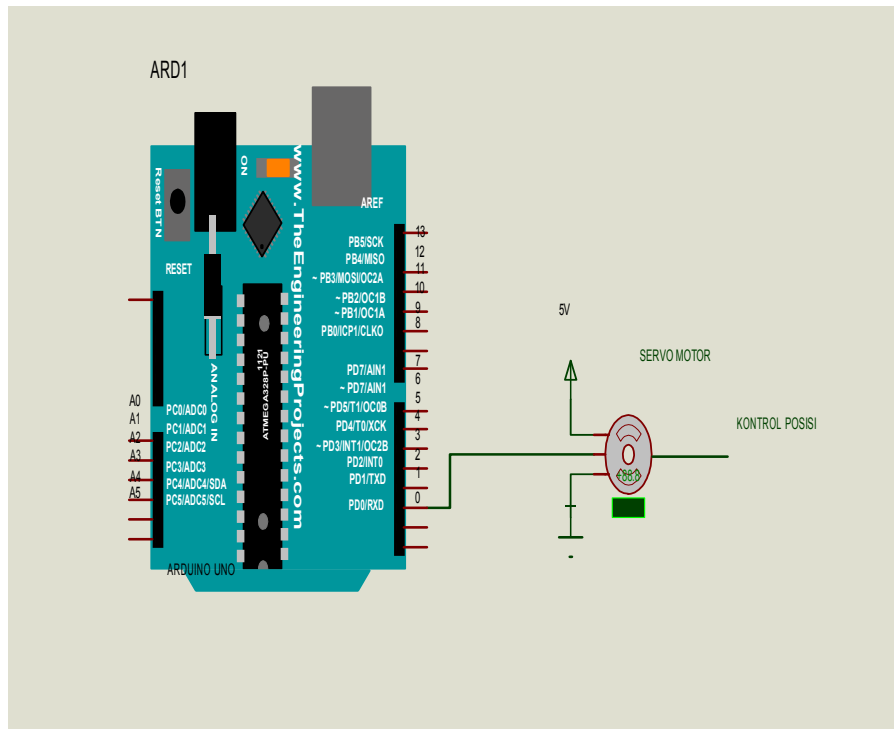 ARD1
ON
www.TheEngineeringProjects.com
Reset BTN
RESET
AREF
13
PB5/SCK
12
PB4/MISO
11
~ PB3/MOSI/OC2A
10
~ PB2/OC1B
9
~ PB1/OC1A
8
PB0/ICP1/CLKO
7
PD7/AIN1
6
~ PD7/AIN1
5
~ PD5/T1/OC0B
4
PD4/T0/XCK
3
~ PD3/INT1/OC2B
2
PD2/INT0
1
PD1/TXD
0
PD0/RXD
ANALOG IN
ATMEGA328P-PU
1121
A0
PC0/ADC0
A1
PC1/ADC1
A2
PC2/ADC2
A3
PC3/ADC3
A4
PC4/ADC4/SDA
A5
PC5/ADC5/SCL
ARDUINO UNO
5V
SERVO MOTOR
KONTROL POSISI
+88.8